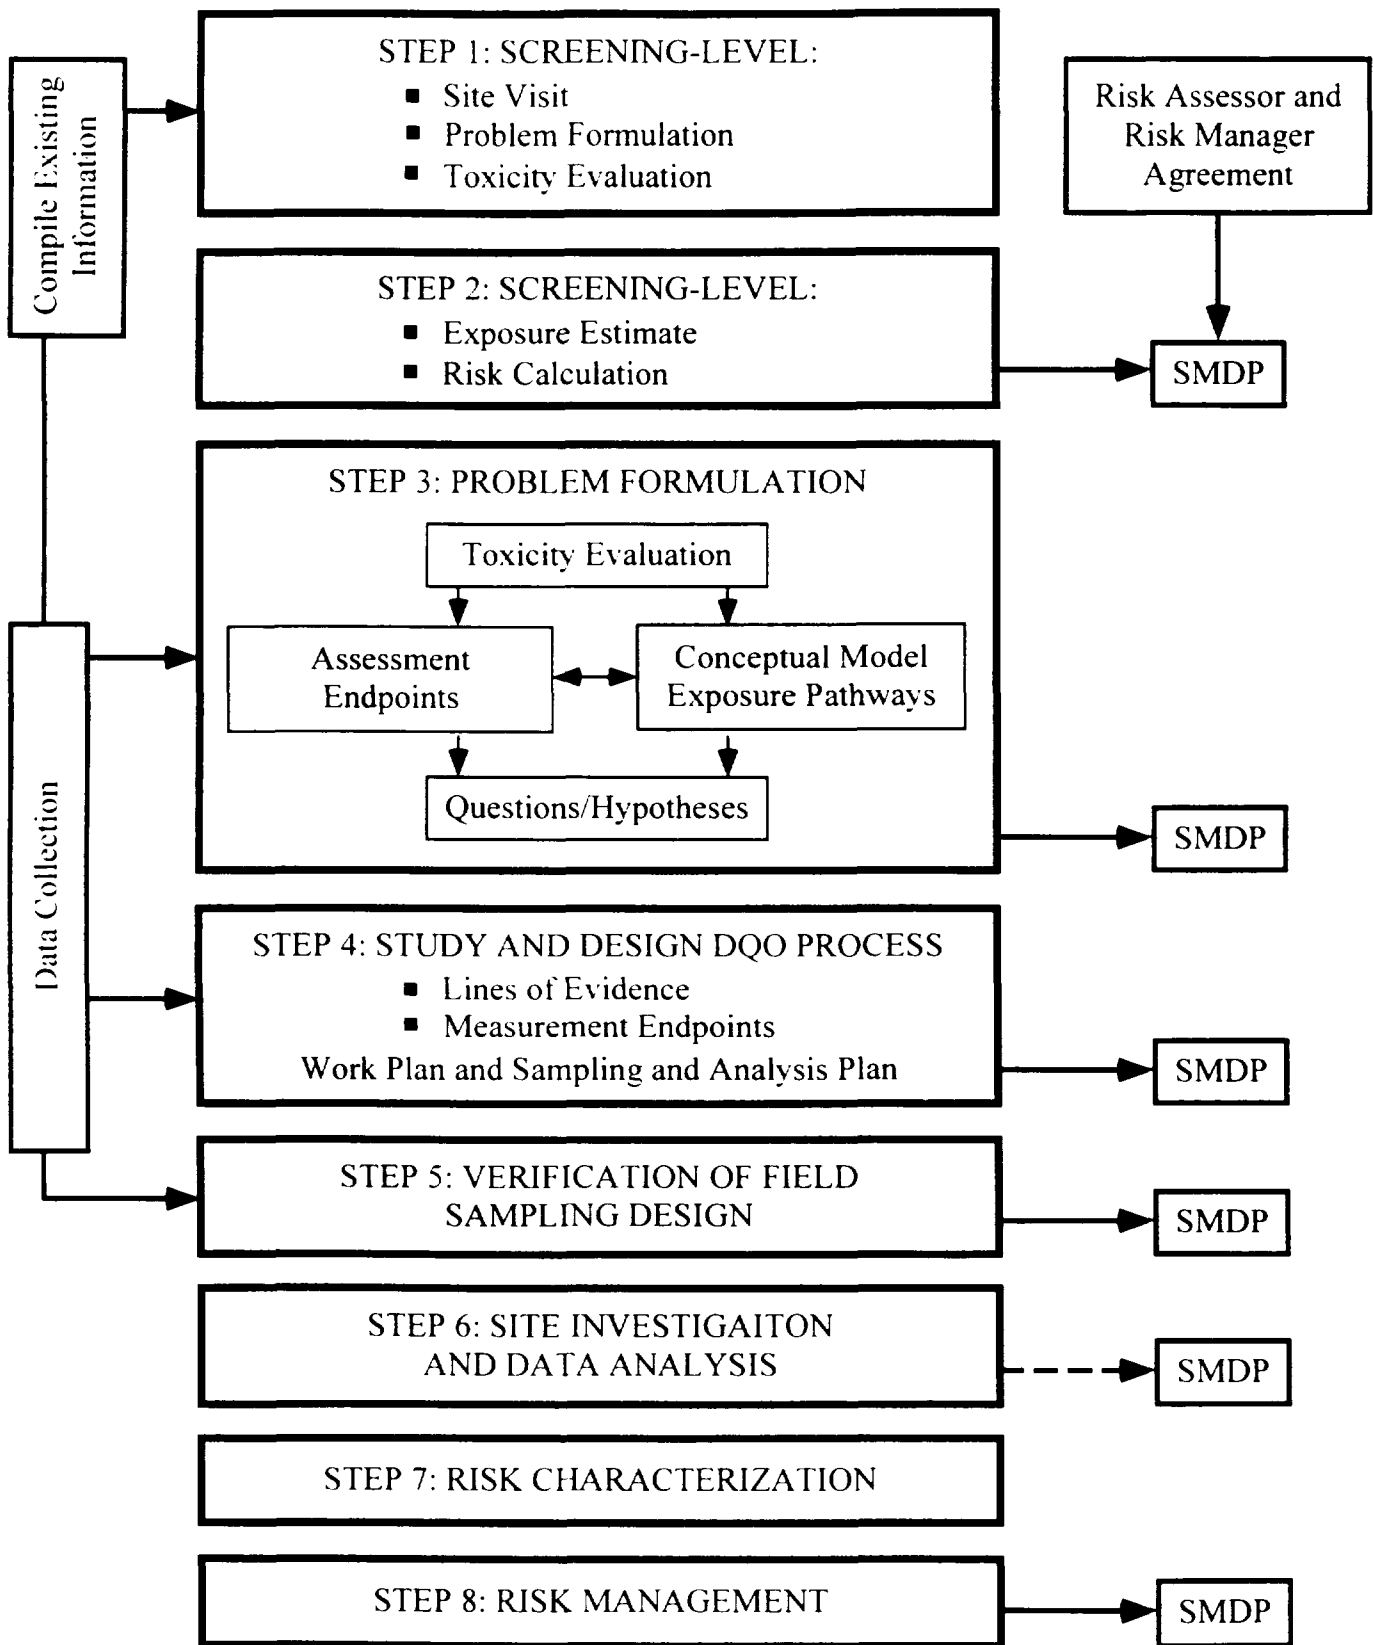 Compile Existing
Information
STEP 1: SCREENING-LEVEL:
■ Site Visit
■ Problem Formulation
■ Toxicity Evaluation
Risk Assessor and
Risk Manager
Agreement
STEP 2: SCREENING-LEVEL:
■ Exposure Estimate
■ Risk Calculation
SMDP
Data Collection
STEP 3: PROBLEM FORMULATION
Toxicity Evaluation
Assessment
Endpoints
Conceptual Model
Exposure Pathways
Questions/Hypotheses
SMDP
STEP 4: STUDY AND DESIGN DQO PROCESS
■ Lines of Evidence
■ Measurement Endpoints
Work Plan and Sampling and Analysis Plan
SMDP
STEP 5: VERIFICATION OF FIELD
SAMPLING DESIGN
SMDP
STEP 6: SITE INVESTIGAITON
AND DATA ANALYSIS
SMDP
STEP 7: RISK CHARACTERIZATION
STEP 8: RISK MANAGEMENT
SMDP